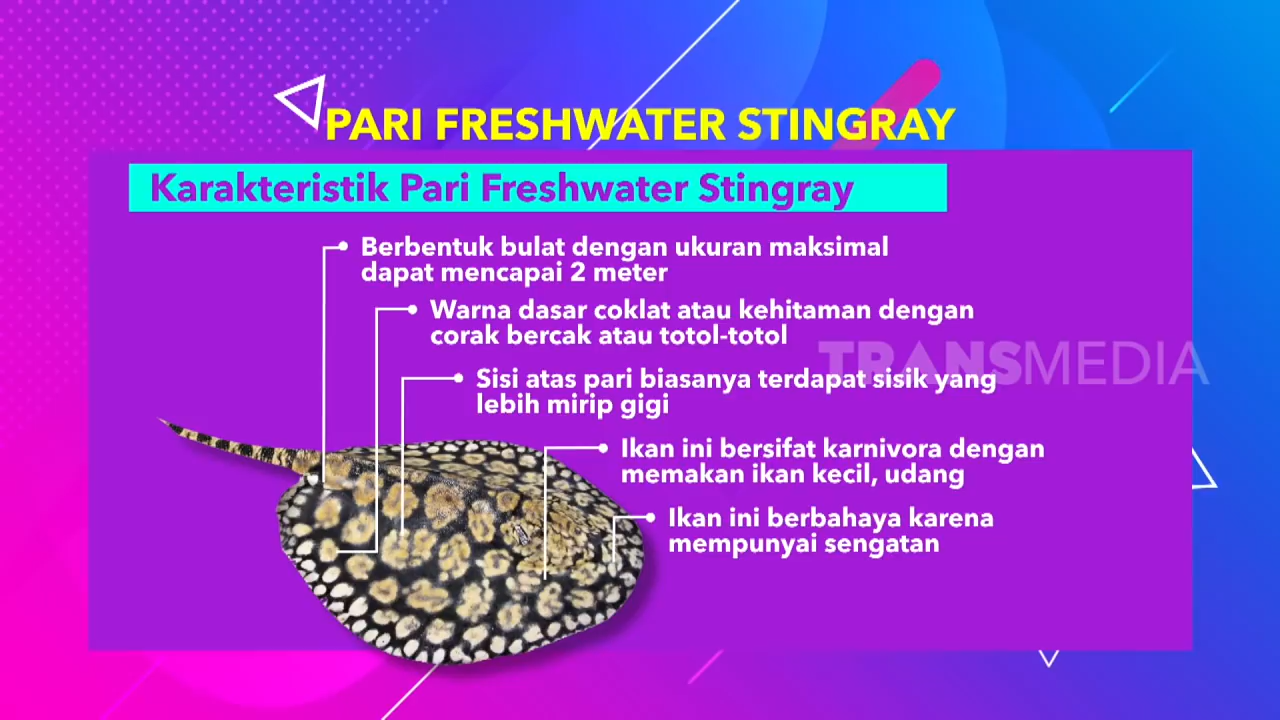 PARI FRESHWATER STINGRAY
Karakteristik Pari Freshwater Stingray
Berbentuk bulat dengan ukuran maksimal
dapat mencapai 2 meter
Warna dasar coklat atau kehitaman dengan
corak bercak atau totol-totol
TRANSMEDIA
Sisi atas pari biasanya terdapat sisik yang
lebih mirip gigi
Ikan ini bersifat karnivora dengan
memakan ikan kecil, udang
Ikan ini berbahaya karena
mempunyai sengatan